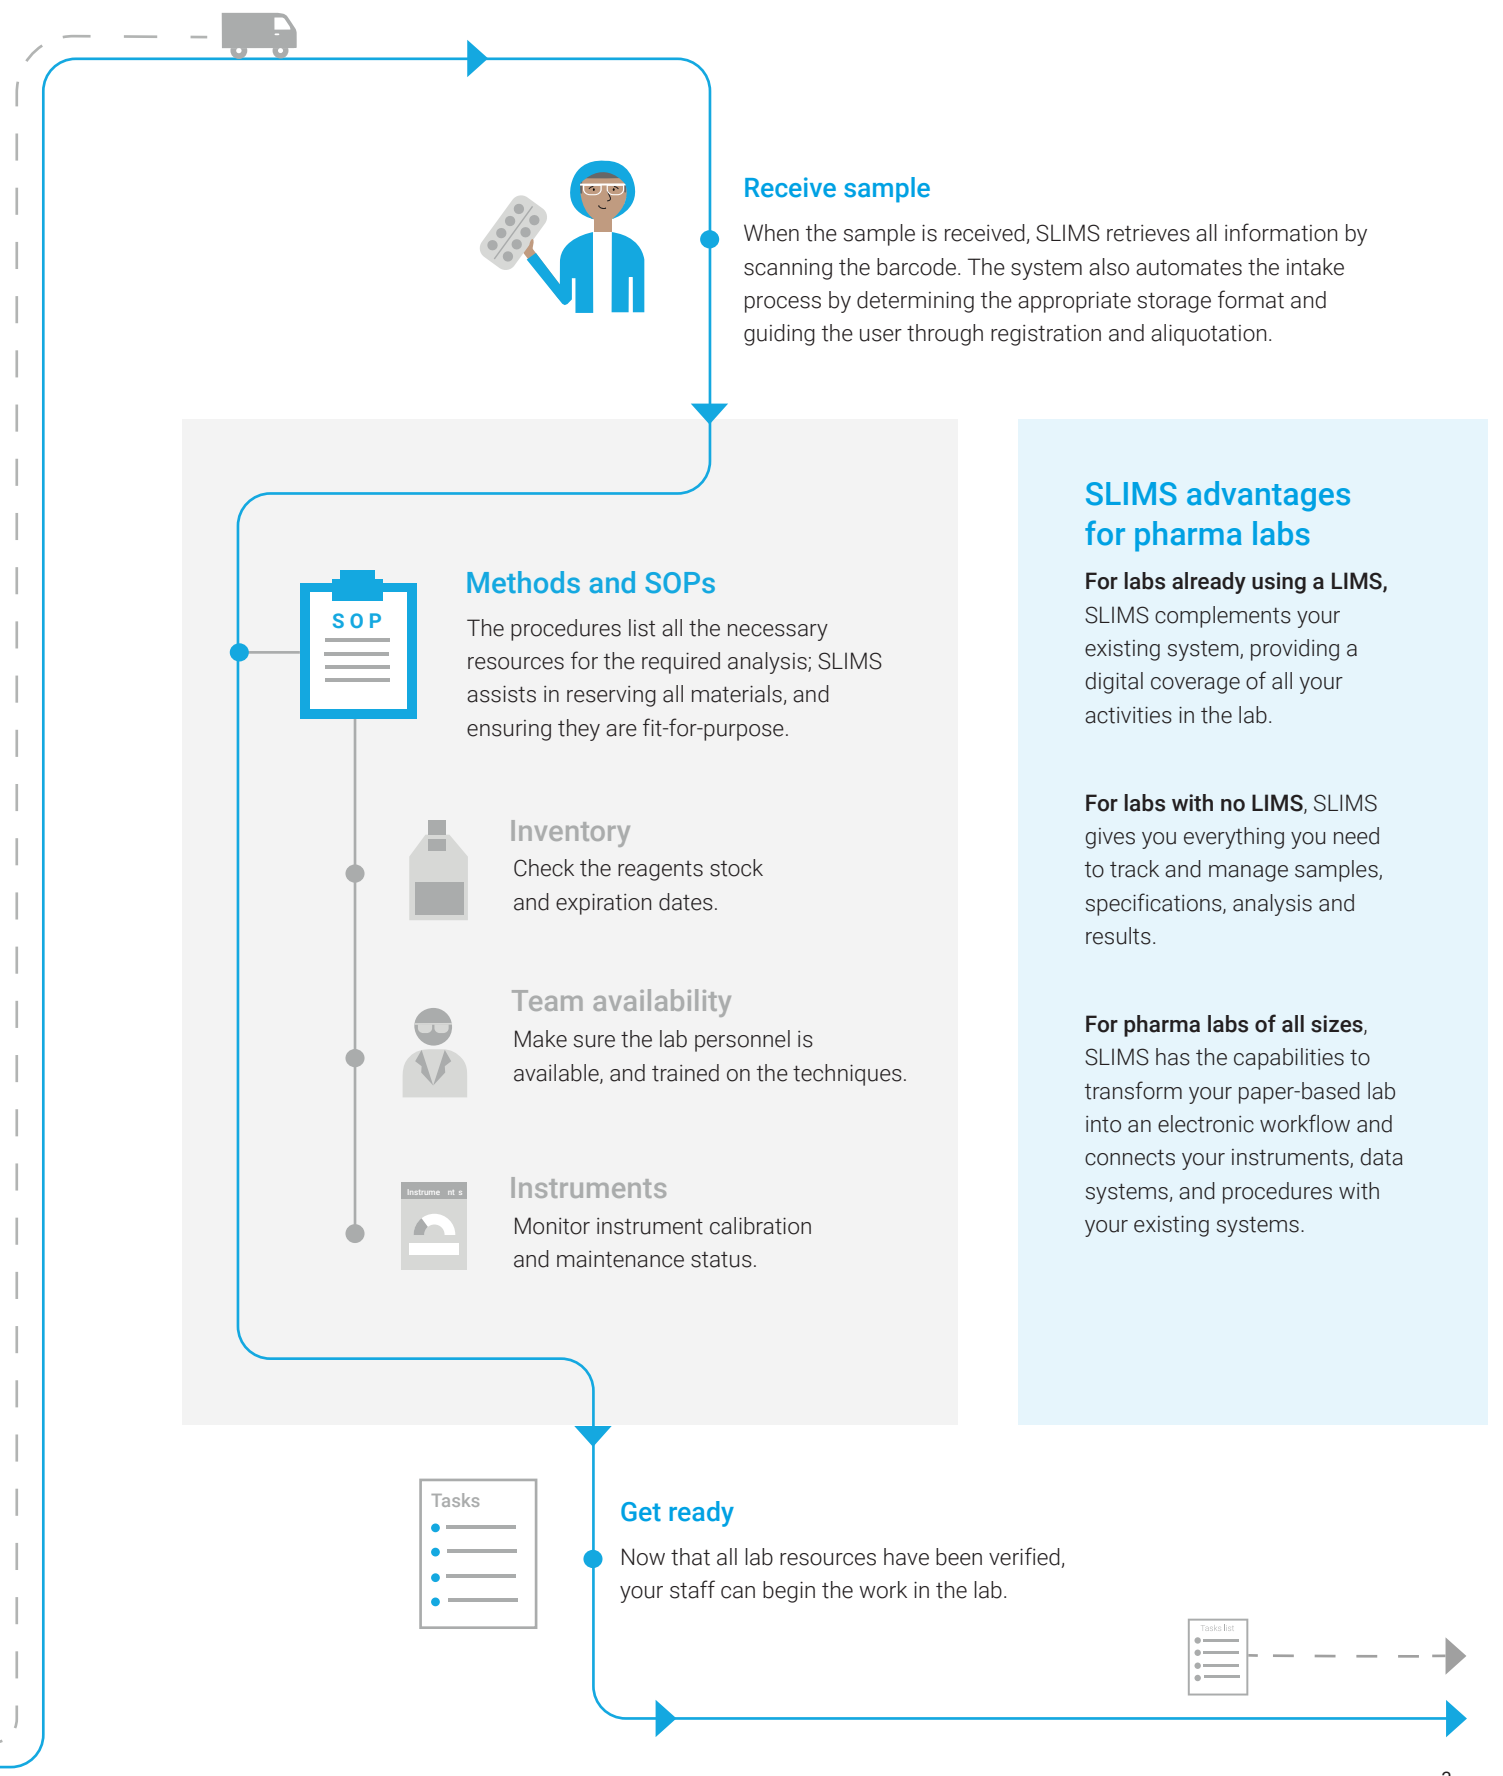 Receive sample
When the sample is received, SLIMS retrieves all information by
scanning the barcode. The system also automates the intake
process by determining the appropriate storage format and
guiding the user through registration and aliquotation.
SOP
Methods and SOPs
The procedures list all the necessary
resources for the required analysis; SLIMS
assists in reserving all materials, and
ensuring they are fit-for-purpose.
Inventory
Check the reagents stock
and expiration dates.
Team availability
Make sure the lab personnel is
available, and trained on the techniques.
Instrume nt s
Instruments
Monitor instrument calibration
and maintenance status.
SLIMS advantages
for pharma labs
For labs already using a LIMS,
SLIMS complements your
existing system, providing a
digital coverage of all your
activities in the lab.
For labs with no LIMS, SLIMS
gives you everything you need
to track and manage samples,
specifications, analysis and
results.
For pharma labs of all sizes,
SLIMS has the capabilities to
transform your paper-based lab
into an electronic workflow and
connects your instruments, data
systems, and procedures with
your existing systems.
Tasks
Get ready
Now that all lab resources have been verified,
your staff can begin the work in the lab.
Tasks list